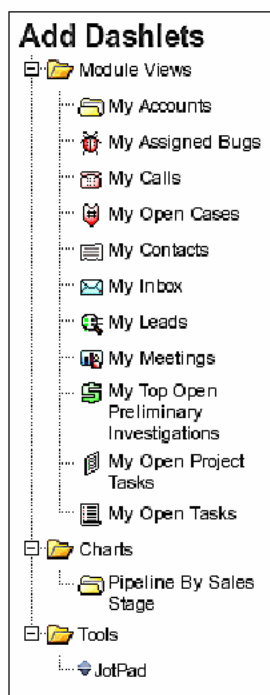 Add Dashlets
Module Views
My Accounts
My Assigned Bugs
My Calls
My Open Cases
My Contacts
My Inbox
My Leads
My Meetings
My Top Open
Preliminary
Investigations
My Open Project
Tasks
My Open Tasks
Charts
Pipeline By Sales
Stage
Tools
JotPad